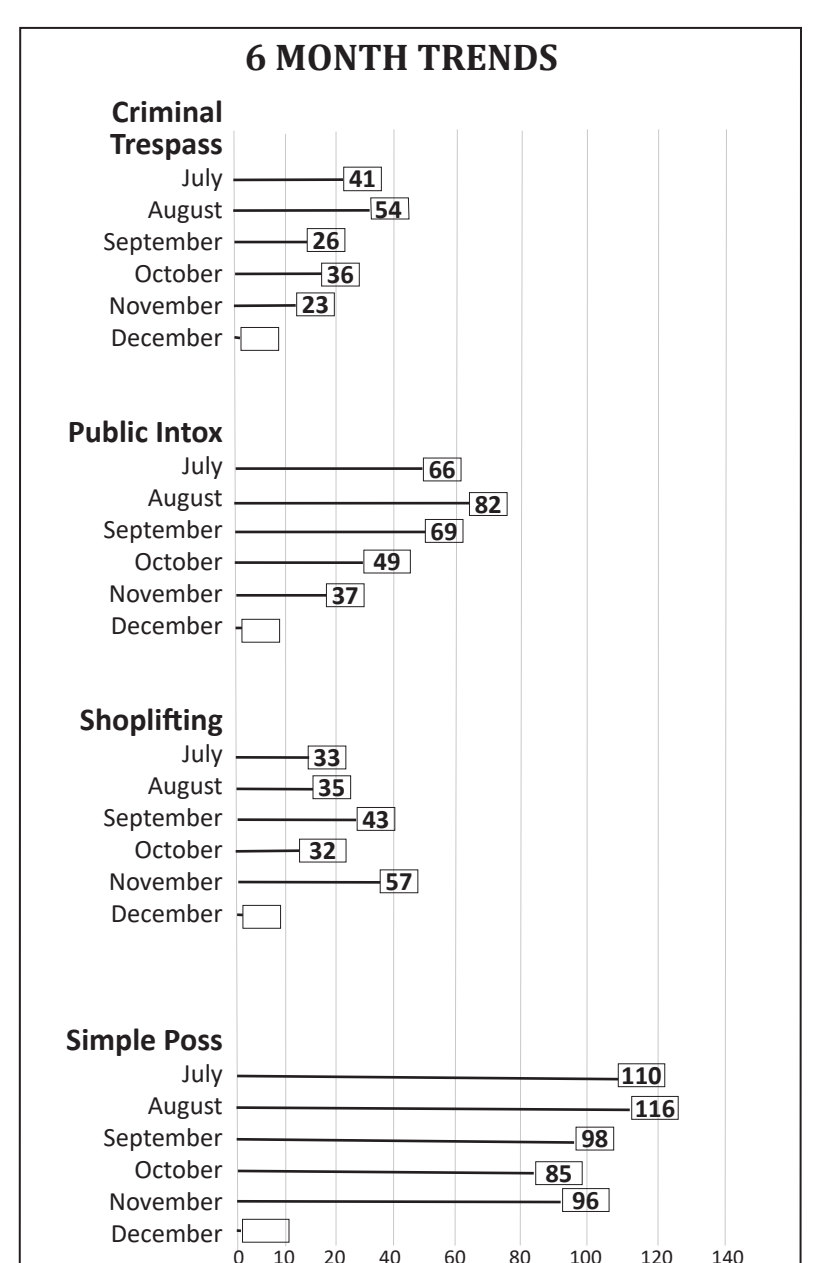 6 MONTH TRENDS
Criminal
Trespass
July 41
August 54
September 26
October 36
November 23
December
Public Intox
July 66
August 82
September 69
October 49
November 37
December
Shoplifting
July 33
August 35
September 43
October 32
November 57
December
Simple Poss
July 110
August 116
September 98
October 85
November 96
December
0 10 20 40 60 80 100 120 140